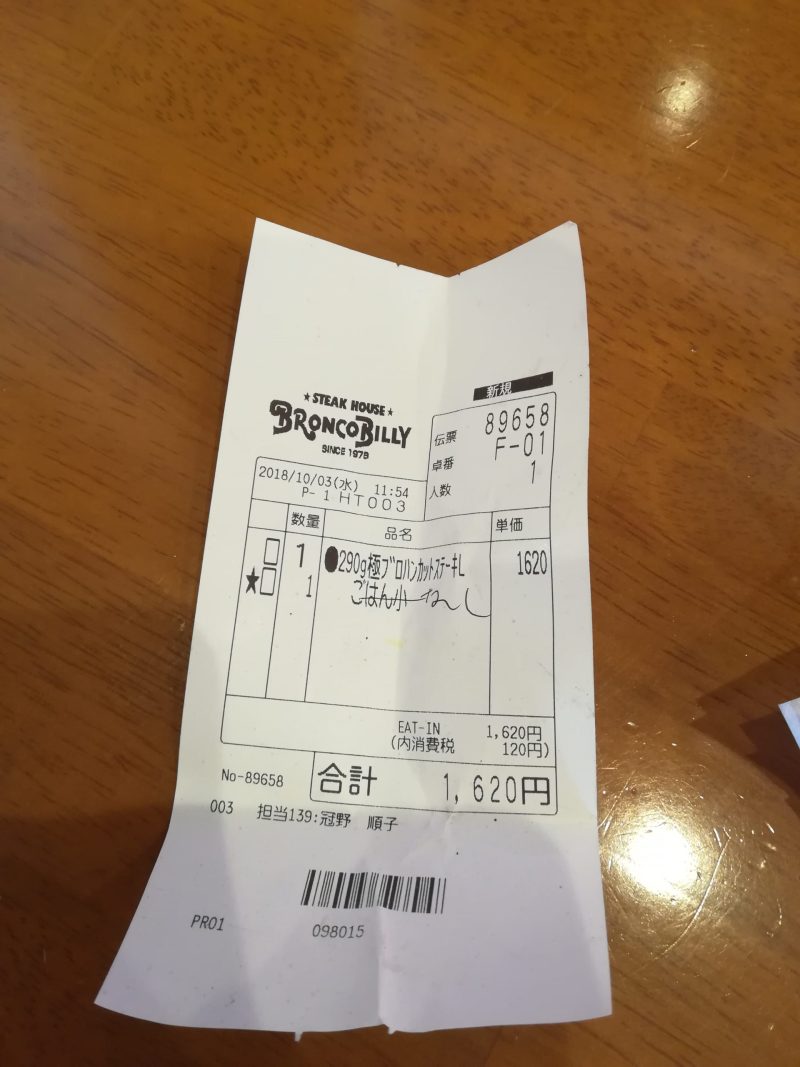 新規
★ STEAK HOUSE ★
BRONCOBILLY
SINCE 1978
伝票 89658
卓番 F-01
人数 1
2018/10/03(水) 11:54
P- 1 HT003
数量 品名 単価
1 ●290g極ブロハンカットステーキL 1620
★ 1 ごはん小 なし
EAT-IN 1,620円
(内消費税 120円)
合計 1,620円
No-89658
003 担当139:冠野 順子
PR01
098015